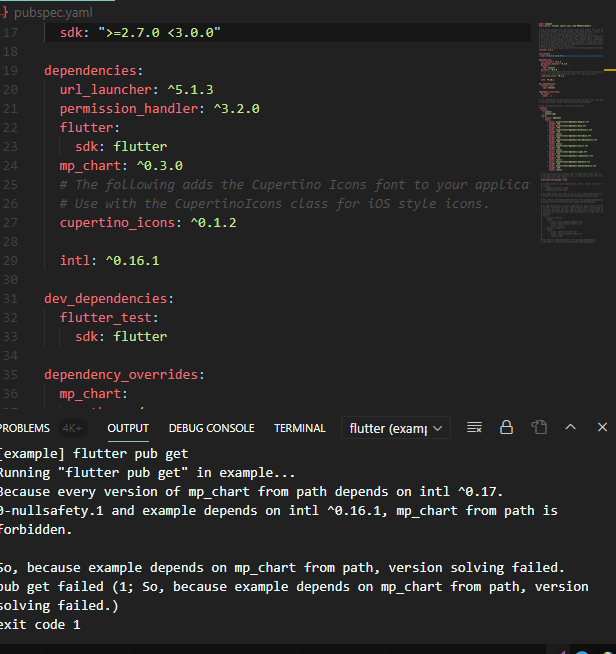 pubspec.yaml
17 sdk: ">=2.7.0 <3.0.0"
18
19 dependencies:
20 url_launcher: ^5.1.3
21 permission_handler: ^3.2.0
22 flutter:
23 sdk: flutter
24 mp_chart: ^0.3.0
25 # The following adds the Cupertino Icons font to your applica
26 # Use with the CupertinoIcons class for iOS style icons.
27 cupertino_icons: ^0.1.2
28
29 intl: ^0.16.1
30
31 dev_dependencies:
32 flutter_test:
33 sdk: flutter
34
35 dependency_overrides:
36 mp_chart:
PROBLEMS 4K+ OUTPUT DEBUG CONSOLE TERMINAL flutter (examp
[example] flutter pub get
Running "flutter pub get" in example...
Because every version of mp_chart from path depends on intl ^0.17.
0-nullsafety.1 and example depends on intl ^0.16.1, mp_chart from path is
forbidden.
So, because example depends on mp_chart from path, version solving failed.
pub get failed (1; So, because example depends on mp_chart from path, version
solving failed.)
exit code 1